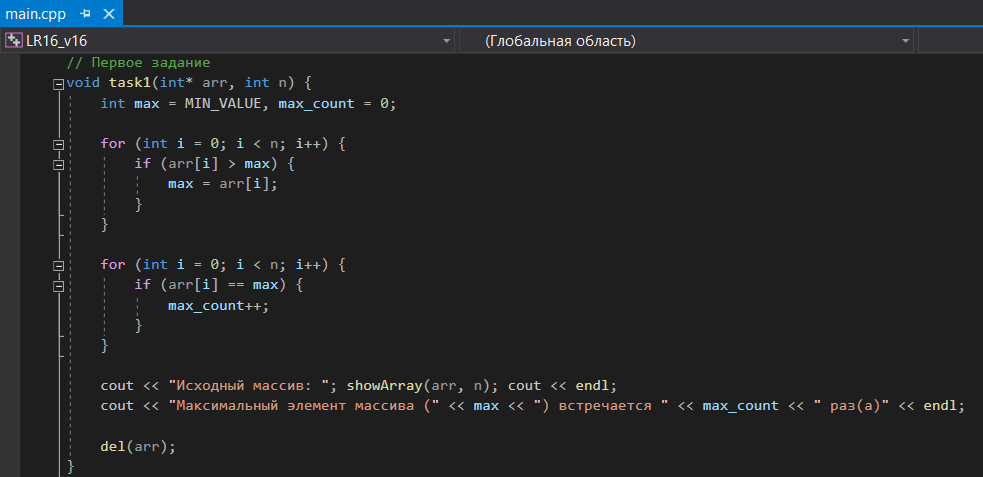 main.cpp
LR16_v16 (Глобальная область)
// Первое задание
void task1(int* arr, int n) {
    int max = MIN_VALUE, max_count = 0;

    for (int i = 0; i < n; i++) {
        if (arr[i] > max) {
            max = arr[i];
        }
    }

    for (int i = 0; i < n; i++) {
        if (arr[i] == max) {
            max_count++;
        }
    }

    cout << "Исходный массив: "; showArray(arr, n); cout << endl;
    cout << "Максимальный элемент массива (" << max << ") встречается " << max_count << " раз(а)" << endl;

    del(arr);
}